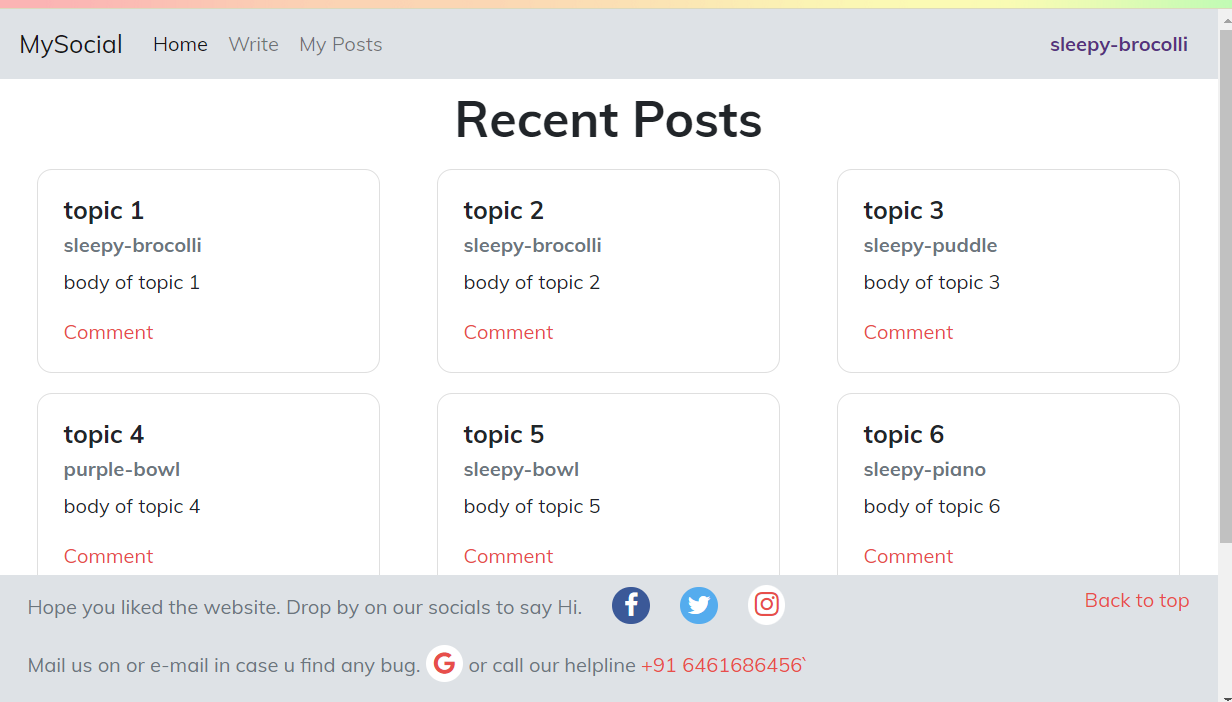 MySocial Home Write My Posts sleepy-brocolli
Recent Posts
topic 1
sleepy-brocolli
body of topic 1
Comment
topic 2
sleepy-brocolli
body of topic 2
Comment
topic 3
sleepy-puddle
body of topic 3
Comment
topic 4
purple-bowl
body of topic 4
Comment
topic 5
sleepy-bowl
body of topic 5
Comment
topic 6
sleepy-piano
body of topic 6
Comment
Hope you liked the website. Drop by on our socials to say Hi. Back to top
Mail us on or e-mail in case u find any bug. G or call our helpline +91 6461686456`